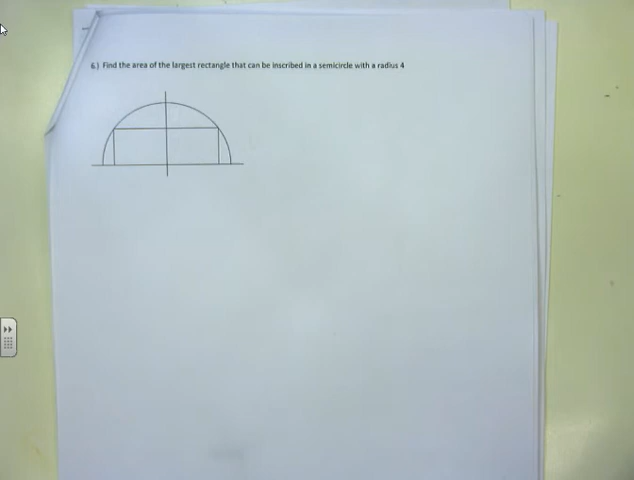 6.) Find the area of the largest rectangle that can be inscribed in a semicircle with a radius 4